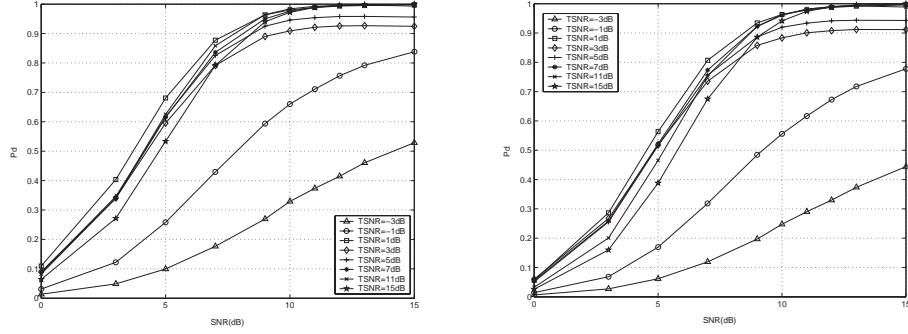 1
0.9
0.8
0.7
0.6
0.5
0.4
0.3
0.2
0.1
0
Pd
0 5 10 15
SNR(dB)
TSNR=−3dB
TSNR=−1dB
TSNR=1dB
TSNR=3dB
TSNR=5dB
TSNR=7dB
TSNR=11dB
TSNR=15dB
1
0.9
0.8
0.7
0.6
0.5
0.4
0.3
0.2
0.1
0
Pd
0 5 10 15
SNR(dB)
TSNR=−3dB
TSNR=−1dB
TSNR=1dB
TSNR=3dB
TSNR=5dB
TSNR=7dB
TSNR=11dB
TSNR=15dB